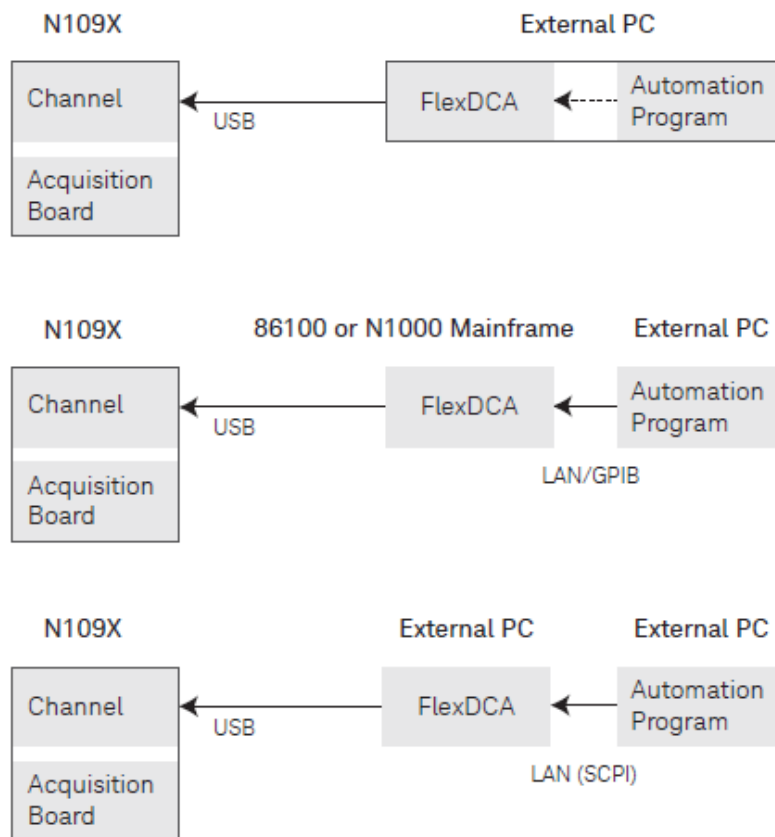 N109X
External PC
Channel
USB
FlexDCA
Automation
Program
Acquisition
Board
N109X
86100 or N1000 Mainframe
External PC
Channel
USB
FlexDCA
Automation
Program
LAN/GPIB
Acquisition
Board
N109X
External PC
External PC
Channel
USB
FlexDCA
Automation
Program
LAN (SCPI)
Acquisition
Board